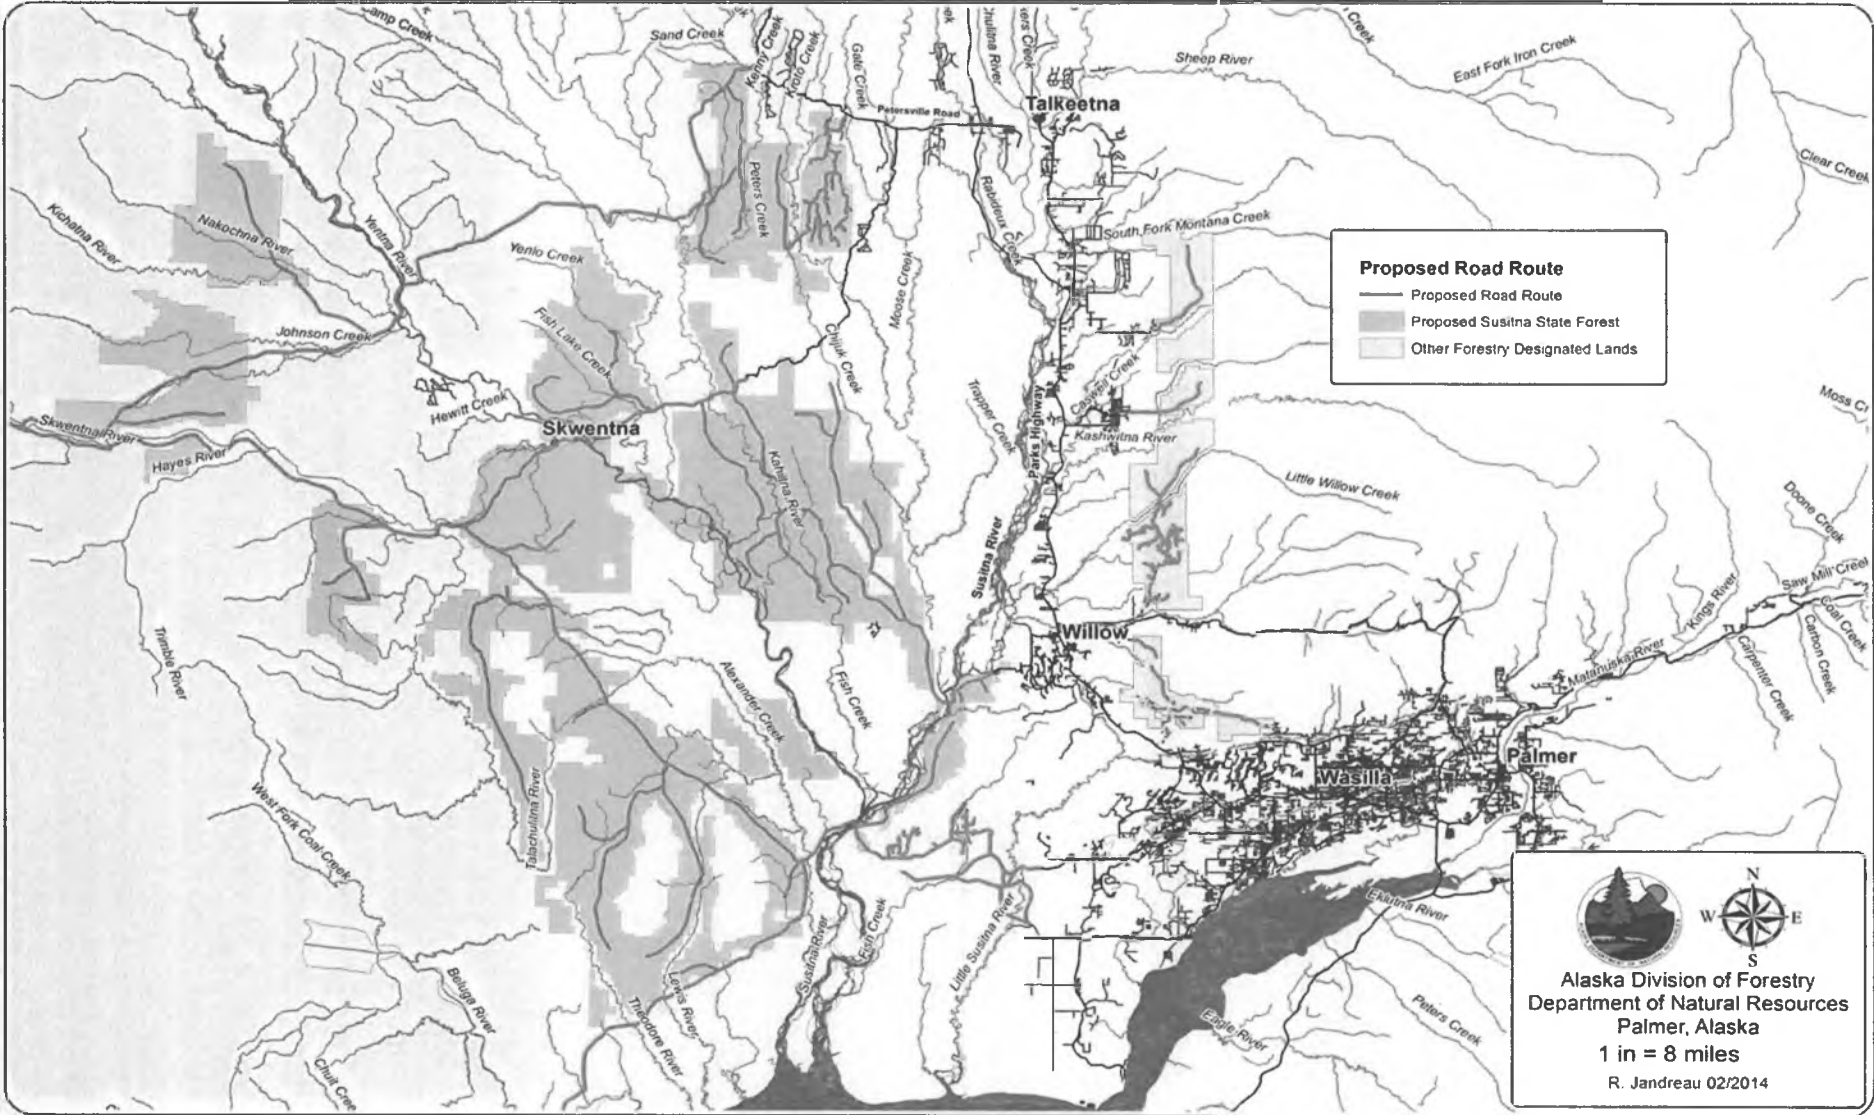 Camp Creek
Sand Creek
Kenny Creek
Kroto Creek
Gate Creek
Chulitna River
Creek
Sheep River
East Fork Iron Creek
Talkeetna
Petersville Road
Clear Creek
Peters Creek
Rabideux Creek
Kichatna River
Nakochna River
Yentna River
Yenlo Creek
South Fork Montana Creek
Moose Creek
Proposed Road Route
Proposed Road Route
Proposed Susitna State Forest
Other Forestry Designated Lands
Johnson Creek
Fish Lake Creek
Chijuk Creek
Trapper Creek
Parks Highway
Caswell Creek
Kashwitna River
Hewitt Creek
Skwentna
Skwentna River
Hayes River
Kahiltna River
Little Willow Creek
Moss Cr
Doone Creek
Susitna River
Saw Mill Creek
Coal Creek
Kings River
Carbon Creek
Carpenter Creek
Matanuska River
Willow
Trimble River
Alexander Creek
Fish Creek
Palmer
Wasilla
West Fork Coal Creek
Talachulitna River
Eklutna River
Little Susitna River
Susitna River
Fish Creek
Beluga River
Lewis River
Theodore River
Eagle River
Peters Creek
Chuit Cree
N
W E
S
Alaska Division of Forestry
Department of Natural Resources
Palmer, Alaska
1 in = 8 miles
R. Jandreau 02/2014